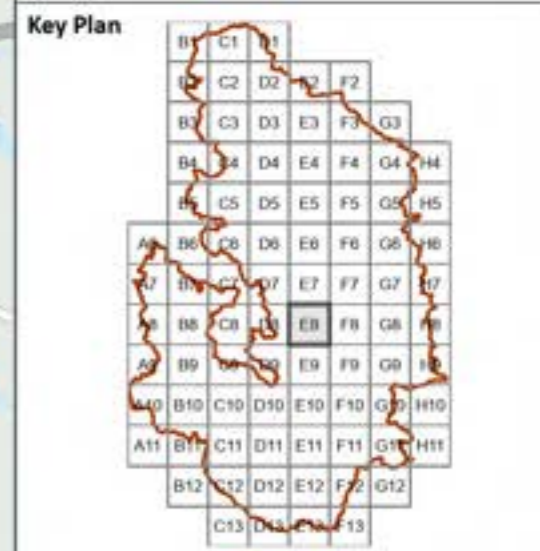 Key Plan
B1 C1 D1
B2 C2 D2 E2 F2
B3 C3 D3 E3 F3 G3
B4 C4 D4 E4 F4 G4 H4
B5 C5 D5 E5 F5 G5 H5
A6 B6 C6 D6 E6 F6 G6 H6
A7 B7 C7 D7 E7 F7 G7 H7
A8 B8 C8 D8 E8 F8 G8 H8
A9 B9 C9 D9 E9 F9 G9 H9
A10 B10 C10 D10 E10 F10 G10 H10
A11 B11 C11 D11 E11 F11 G11 H11
B12 C12 D12 E12 F12 G12
C13 D13 E13 F13